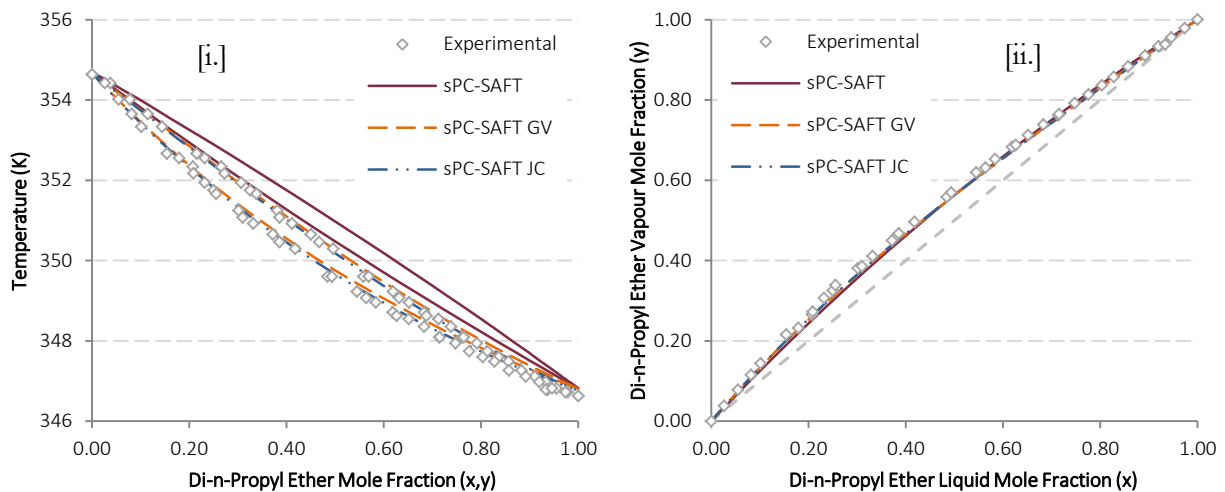 [i.]
Experimental
sPC-SAFT
sPC-SAFT GV
sPC-SAFT JC
Temperature (K)
356
354
352
350
348
346
0.00 0.20 0.40 0.60 0.80 1.00
Di-n-Propyl Ether Mole Fraction (x,y)
[ii.]
Experimental
sPC-SAFT
sPC-SAFT GV
sPC-SAFT JC
Di-n-Propyl Ether Vapour Mole Fraction (y)
1.00
0.80
0.60
0.40
0.20
0.00
0.00 0.20 0.40 0.60 0.80 1.00
Di-n-Propyl Ether Liquid Mole Fraction (x)